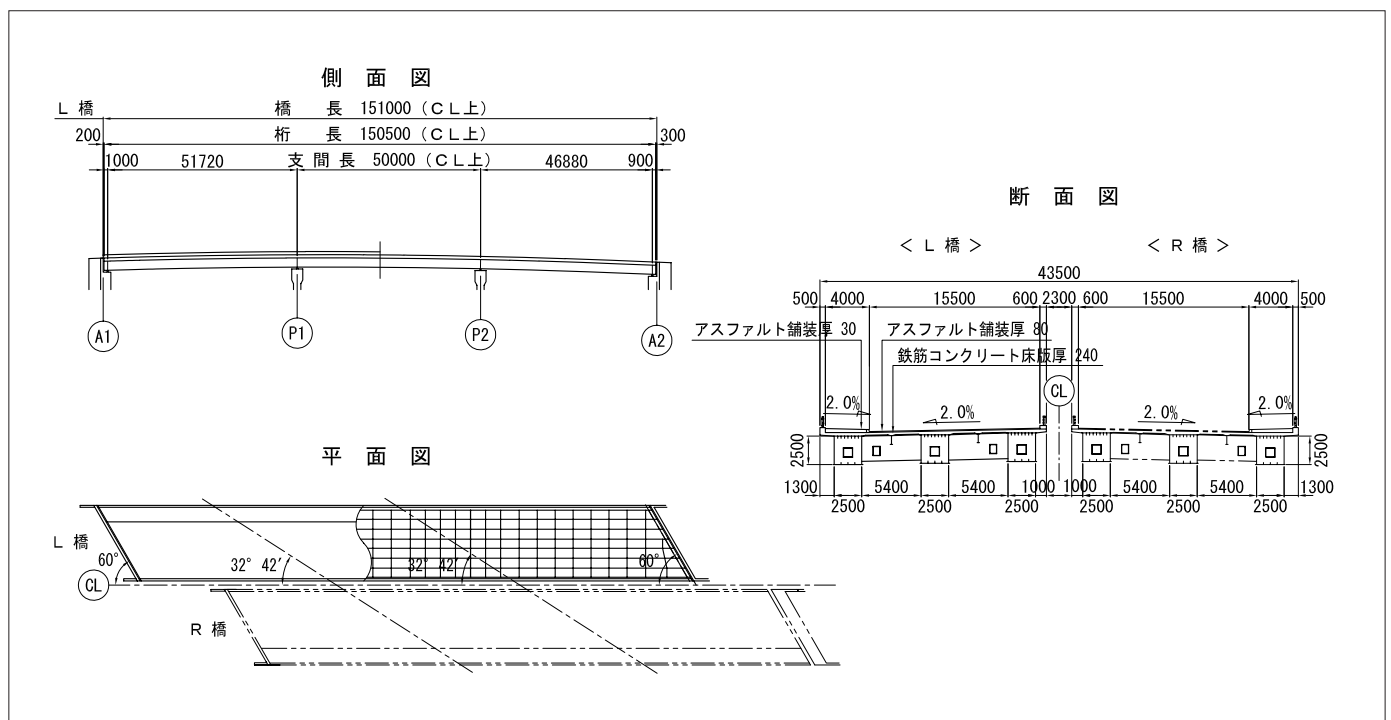 側 面 図
L 橋
橋 長 151000 (CL上)
200 桁 長 150500 (CL上) 300
1000 51720 支 間 長 50000 (CL上) 46880 900
A1 P1 P2 A2
断 面 図
< L 橋 > < R 橋 >
43500
500 4000 15500 600 2300 600 15500 4000 500
アスファルト舗装厚 30 アスファルト舗装厚 80
鉄筋コンクリート床版厚 240
CL
2.0% 2.0% 2.0% 2.0%
2500 2500
1300 5400 5400 1000 1000 5400 5400 1300
2500 2500 2500 2500 2500 2500
平 面 図
L 橋
60° 32° 42′ 32° 42′ 60°
CL
R 橋